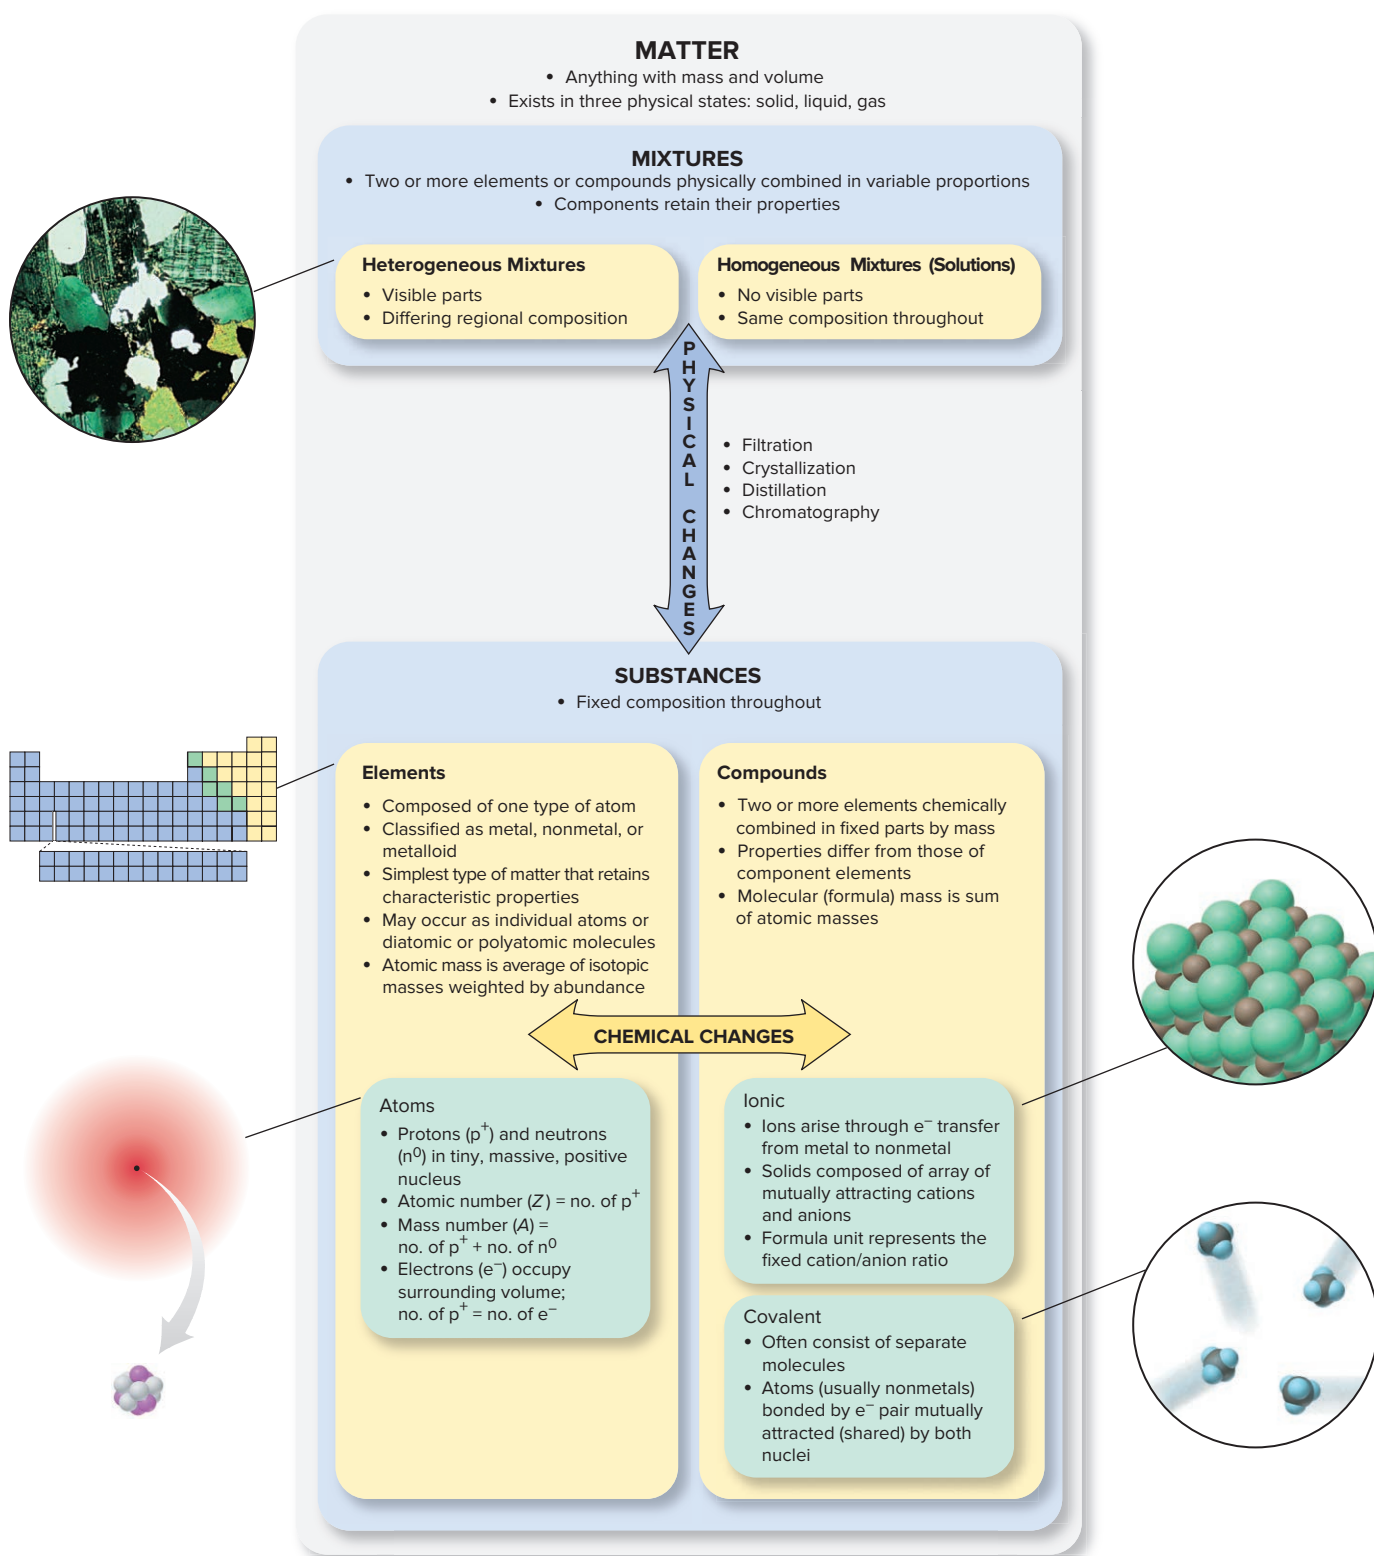 MATTER
• Anything with mass and volume
• Exists in three physical states: solid, liquid, gas
MIXTURES
• Two or more elements or compounds physically combined in variable proportions
• Components retain their properties
Heterogeneous Mixtures
• Visible parts
• Differing regional composition
Homogeneous Mixtures (Solutions)
• No visible parts
• Same composition throughout
PHYSICAL CHANGES
• Filtration
• Crystallization
• Distillation
• Chromatography
SUBSTANCES
• Fixed composition throughout
Elements
• Composed of one type of atom
• Classified as metal, nonmetal, or
metalloid
• Simplest type of matter that retains
characteristic properties
• May occur as individual atoms or
diatomic or polyatomic molecules
• Atomic mass is average of isotopic
masses weighted by abundance
Compounds
• Two or more elements chemically
combined in fixed parts by mass
• Properties differ from those of
component elements
• Molecular (formula) mass is sum
of atomic masses
CHEMICAL CHANGES
Atoms
• Protons (p⁺) and neutrons
(n⁰) in tiny, massive, positive
nucleus
• Atomic number (Z) = no. of p⁺
• Mass number (A) =
no. of p⁺ + no. of n⁰
• Electrons (e⁻) occupy
surrounding volume;
no. of p⁺ = no. of e⁻
Ionic
• Ions arise through e⁻ transfer
from metal to nonmetal
• Solids composed of array of
mutually attracting cations
and anions
• Formula unit represents the
fixed cation/anion ratio
Covalent
• Often consist of separate
molecules
• Atoms (usually nonmetals)
bonded by e⁻ pair mutually
attracted (shared) by both
nuclei